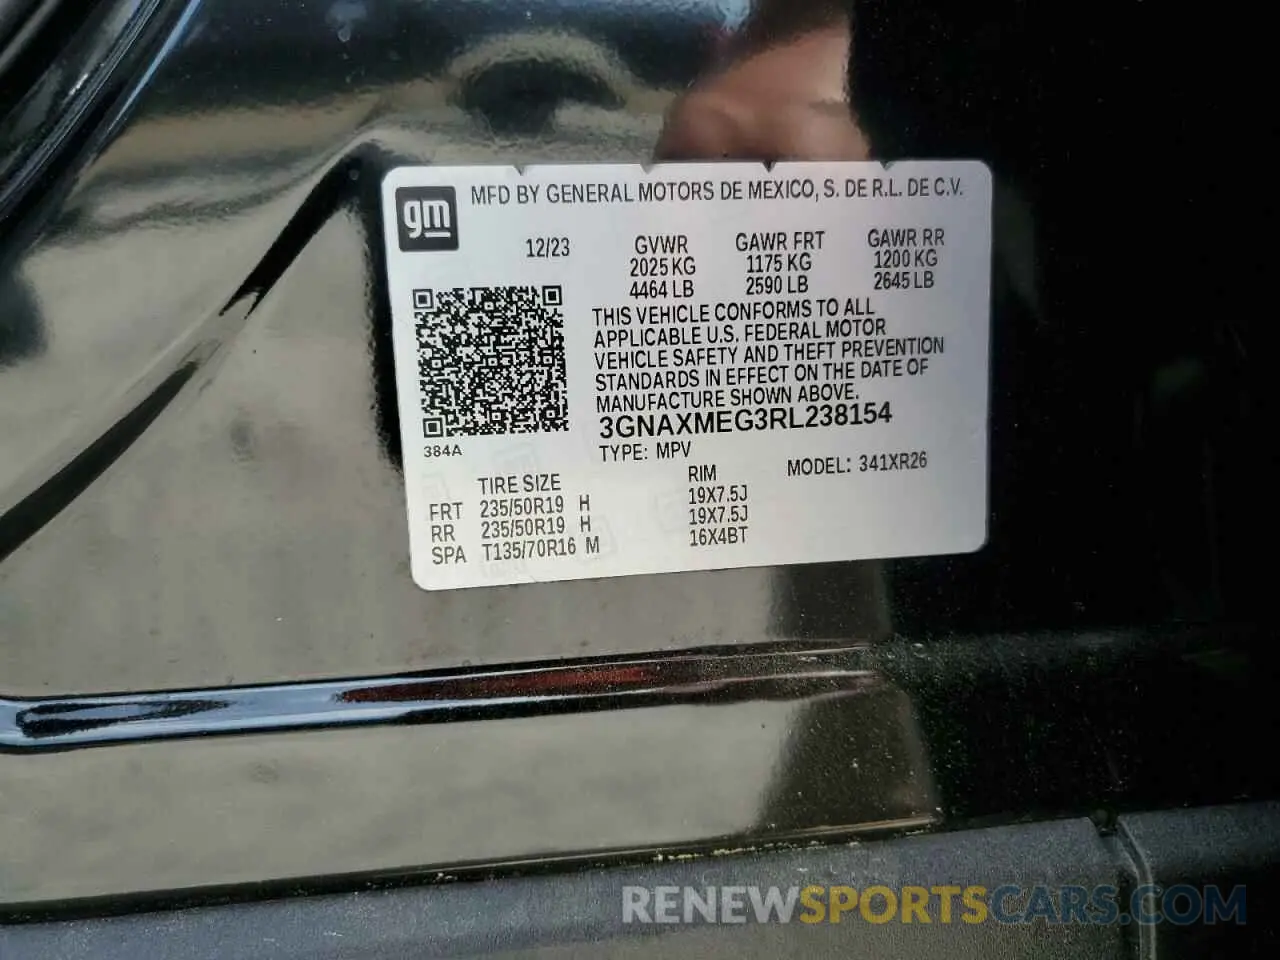 gm
MFD BY GENERAL MOTORS DE MEXICO, S. DE R.L. DE C.V.
12/23
GVWR
2025 KG
4464 LB
GAWR FRT
1175 KG
2590 LB
GAWR RR
1200 KG
2645 LB
THIS VEHICLE CONFORMS TO ALL
APPLICABLE U.S. FEDERAL MOTOR
VEHICLE SAFETY AND THEFT PREVENTION
STANDARDS IN EFFECT ON THE DATE OF
MANUFACTURE SHOWN ABOVE.
3GNAXMEG3RL238154
384A
TYPE: MPV
MODEL: 341XR26
TIRE SIZE RIM
FRT 235/50R19 H 19X7.5J
RR 235/50R19 H 19X7.5J
SPA T135/70R16 M 16X4BT
RENEWSPORTSCARS.COM